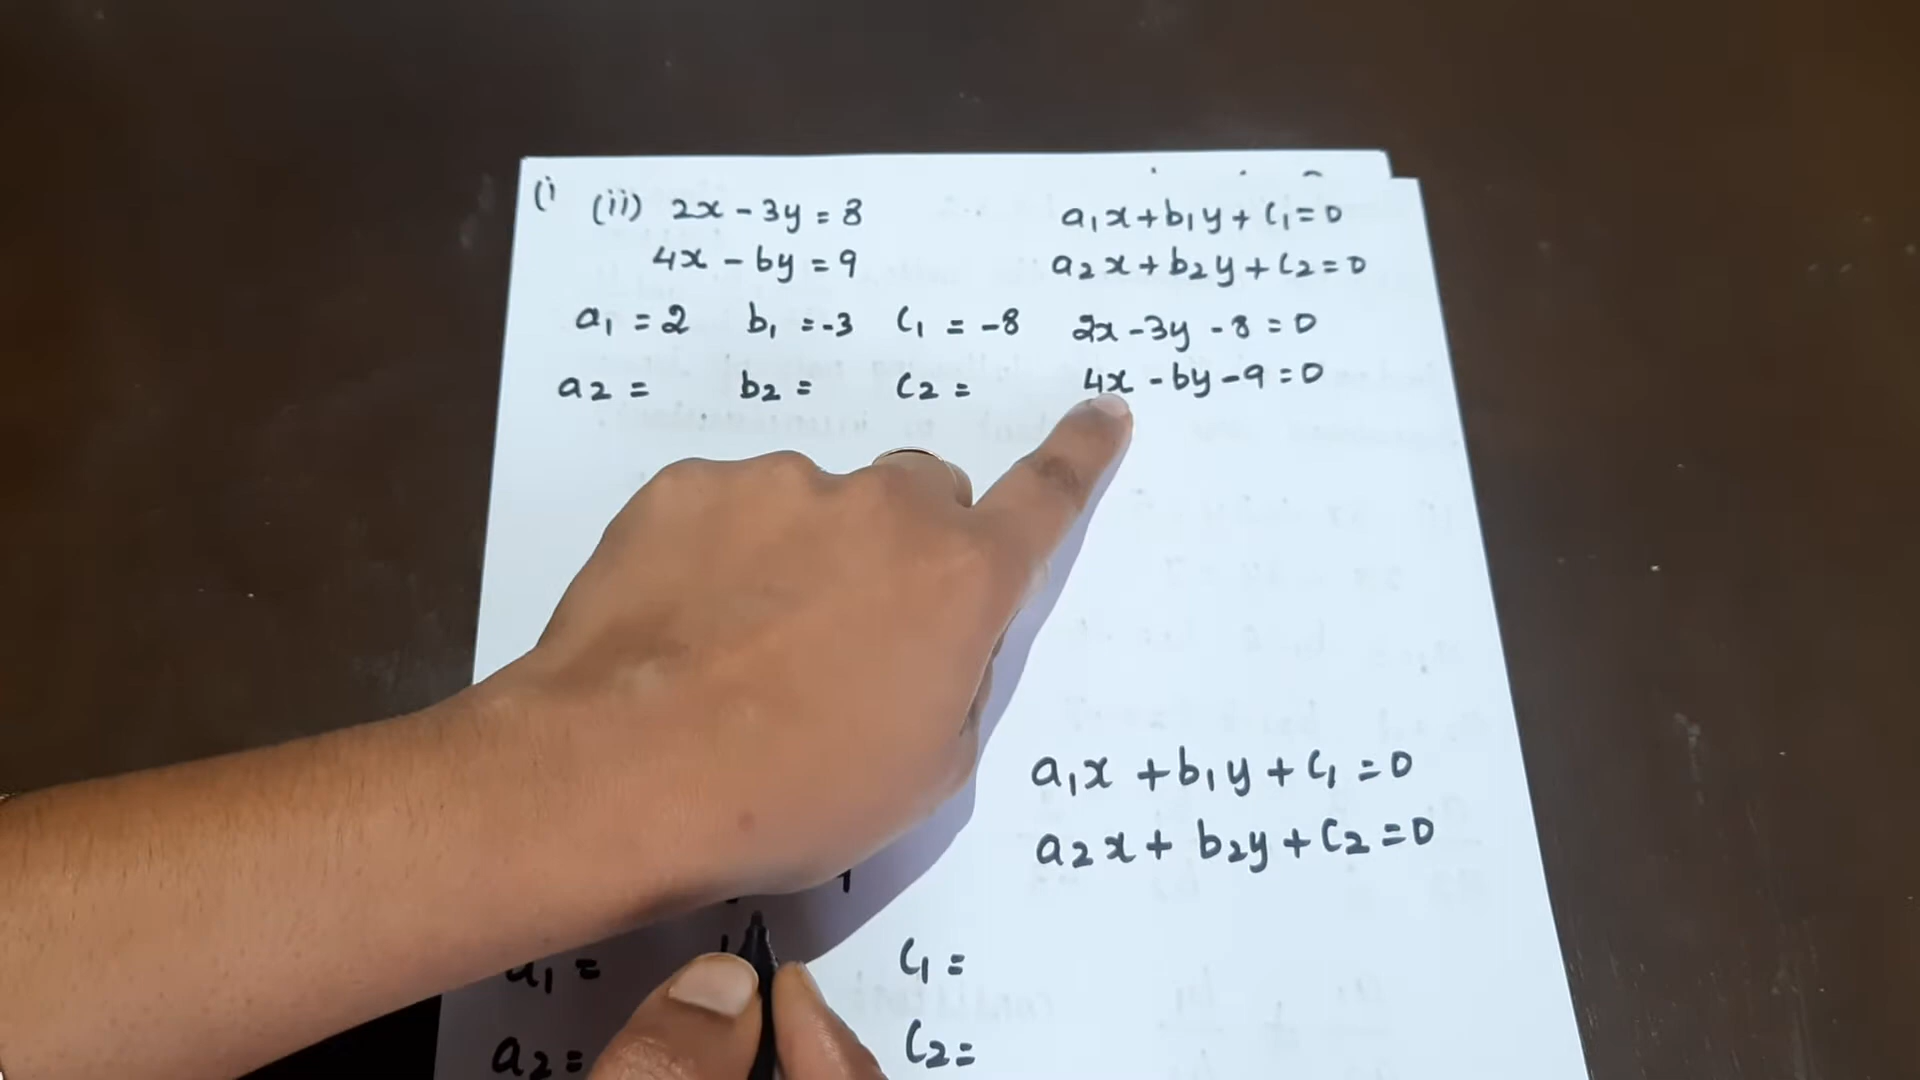 (i
(ii) 2x - 3y = 8
4x - 6y = 9
a₁x + b₁y + c₁ = 0
a₂x + b₂y + c₂ = 0
a₁ = 2 b₁ = -3 c₁ = -8
2x - 3y - 8 = 0
a₂ = b₂ = c₂ =
4x - 6y - 9 = 0
a₁x + b₁y + c₁ = 0
a₂x + b₂y + c₂ = 0
a₁ = c₁ =
a₂ = c₂ =